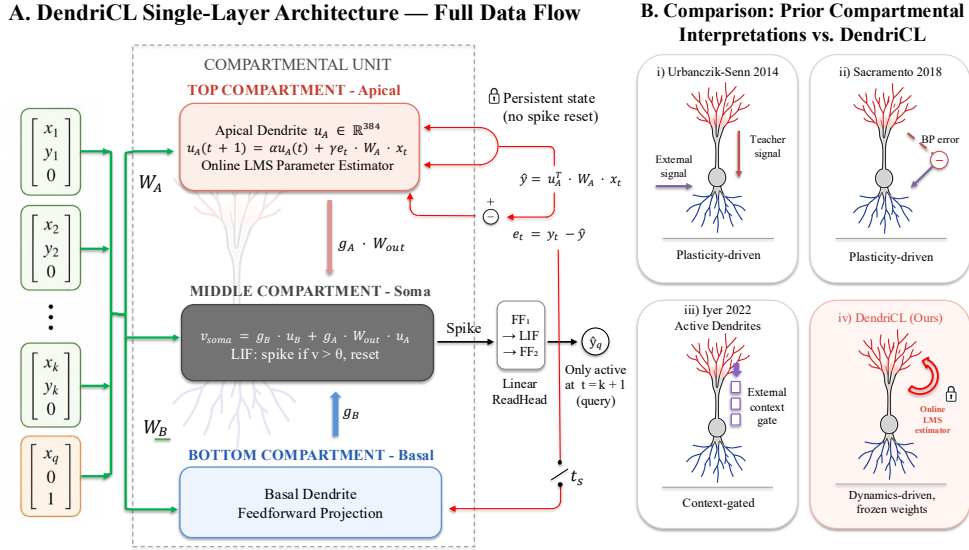 A. DendriCL Single-Layer Architecture — Full Data Flow
COMPARTMENTAL UNIT
TOP COMPARTMENT - Apical
Apical Dendrite u_A ∈ ℝ^384
u_A(t + 1) = αu_A(t) + γe_t · W_A · x_t
Online LMS Parameter Estimator
Persistent state
(no spike reset)
x_1
y_1
0
x_2
y_2
0
⋮
x_k
y_k
0
x_q
0
1
W_A
ŷ = u_A^T · W_A · x_t
+
−
e_t = y_t − ŷ
g_A · W_out
MIDDLE COMPARTMENT - Soma
v_soma = g_B · u_B + g_A · W_out · u_A
LIF: spike if v > θ, reset
Spike
FF₁
→ LIF
→ FF₂
Linear
ReadHead
ŷ_q
Only active
at t = k + 1
(query)
W_B
g_B
BOTTOM COMPARTMENT - Basal
Basal Dendrite
Feedforward Projection
t_s
B. Comparison: Prior Compartmental
Interpretations vs. DendriCL
i) Urbanczik-Senn 2014
External
signal
Teacher
signal
Plasticity-driven
ii) Sacramento 2018
BP error
−
Plasticity-driven
iii) Iyer 2022
Active Dendrites
External
context
gate
Context-gated
iv) DendriCL (Ours)
Online
LMS
estimator
Dynamics-driven,
frozen weights